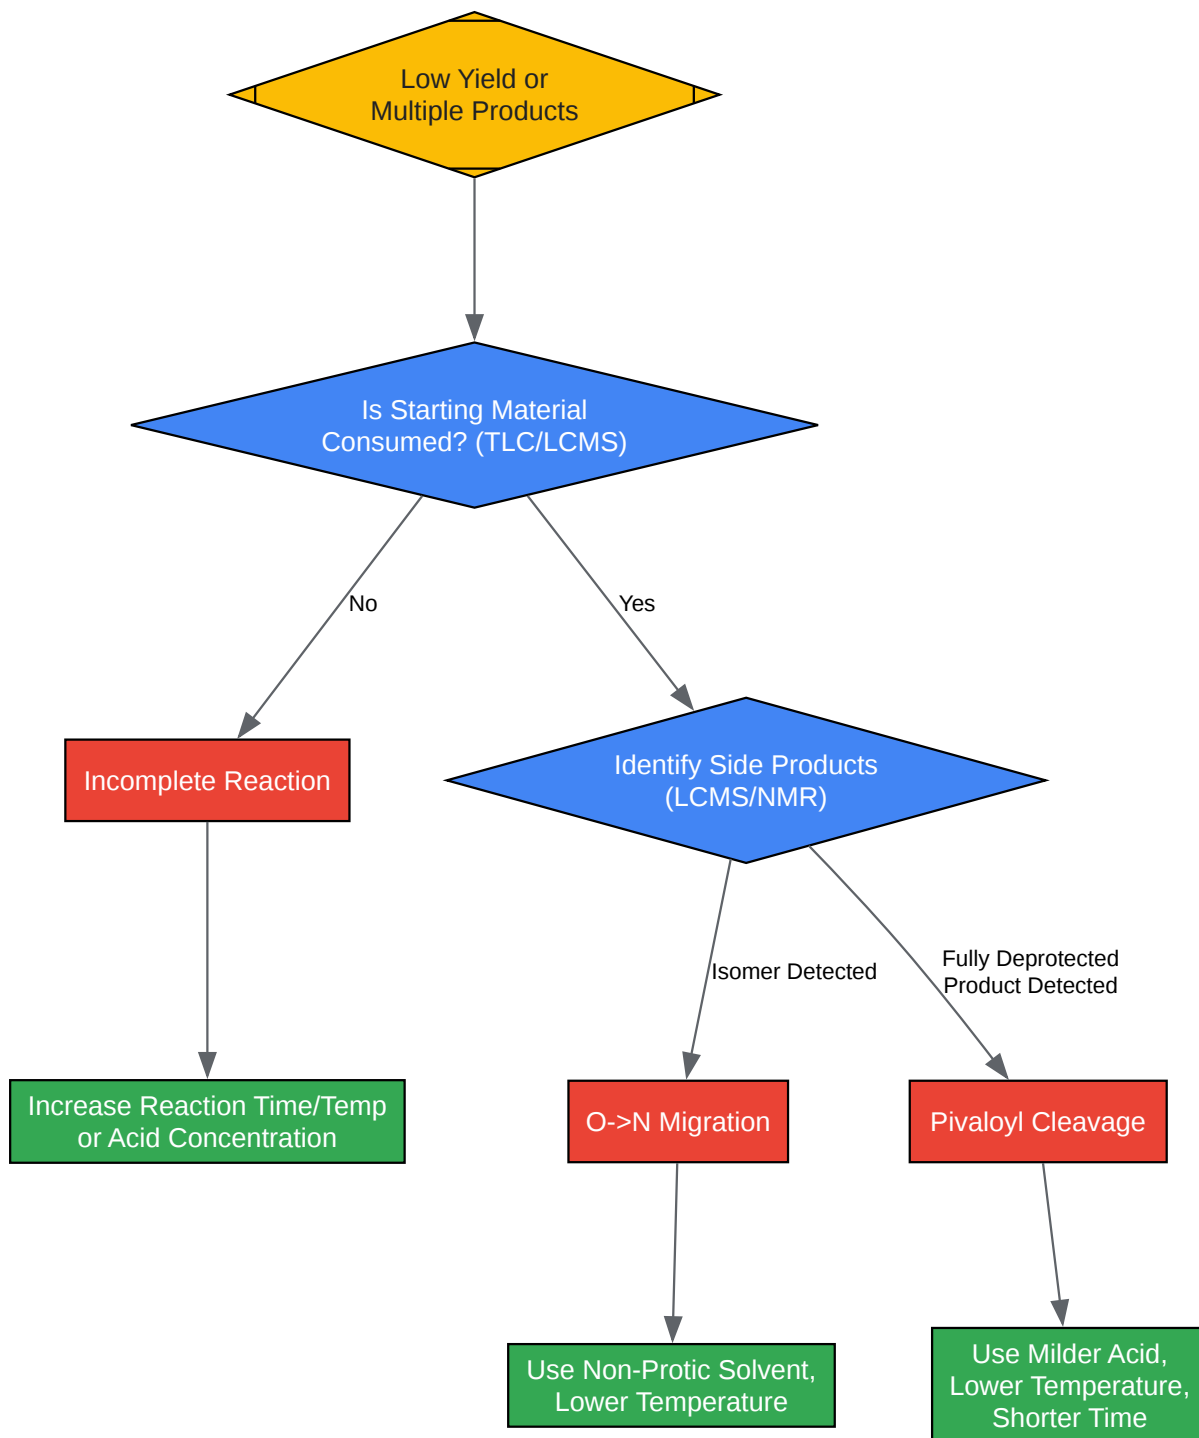 Low Yield or
Multiple Products
Is Starting Material
Consumed? (TLC/LCMS)
No
Yes
Incomplete Reaction
Identify Side Products
(LCMS/NMR)
Isomer Detected
Fully Deprotected
Product Detected
Increase Reaction Time/Temp
or Acid Concentration
O->N Migration
Pivaloyl Cleavage
Use Non-Protic Solvent,
Lower Temperature
Use Milder Acid,
Lower Temperature,
Shorter Time